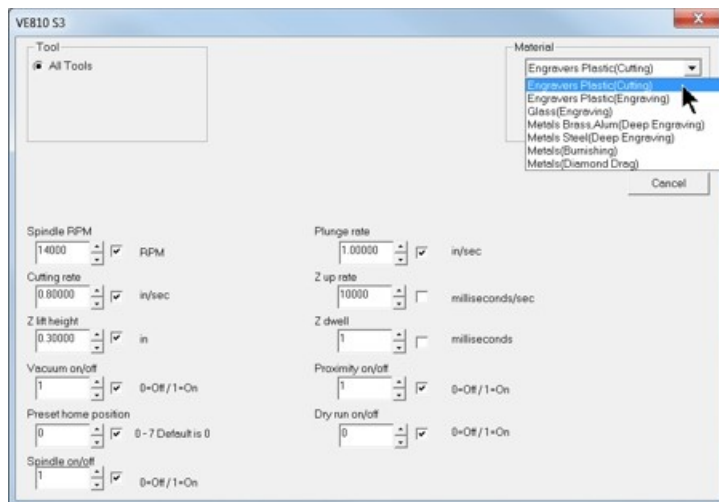 VE810 S3
Tool
All Tools
Material
Engravers Plastic(Cutting)
Engravers Plastic(Cutting)
Engravers Plastic(Engraving)
Glass(Engraving)
Metals Brass,Alum(Deep Engraving)
Metals Steel(Deep Engraving)
Metals(Burnishing)
Metals(Diamond Drag)
Cancel
Spindle RPM
14000 RPM
Plunge rate
1.00000 in/sec
Cutting rate
0.80000 in/sec
Z up rate
10000 milliseconds/sec
Z lift height
0.30000 in
Z dwell
1 milliseconds
Vacuum on/off
1 0=Off/1=On
Proximity on/off
1 0=Off/1=On
Preset home position
0 0-7 Default is 0
Dry run on/off
0 0=Off/1=On
Spindle on/off
1 0=Off/1=On